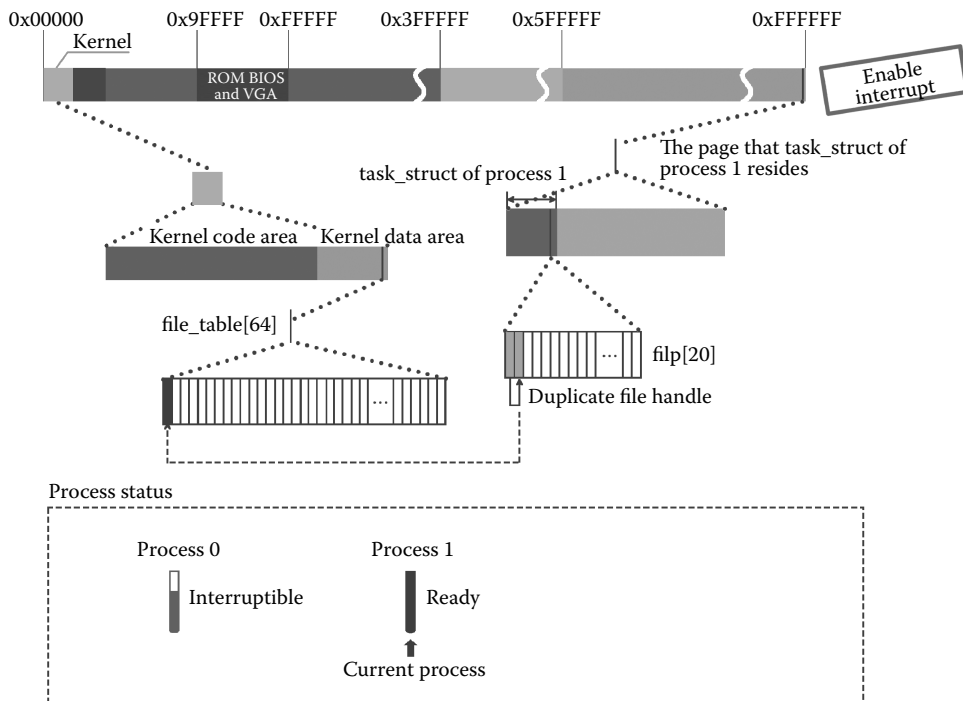 0x00000 0x9FFFF 0xFFFFF 0x3FFFFF 0x5FFFFF 0xFFFFFF
Kernel
ROM BIOS
and VGA
Enable
interrupt
The page that task_struct of
process 1 resides
task_struct of process 1
Kernel code area Kernel data area
file_table[64]
...
filp[20]
...
Duplicate file handle
Process status
Process 0 Process 1
Interruptible Ready
Current process